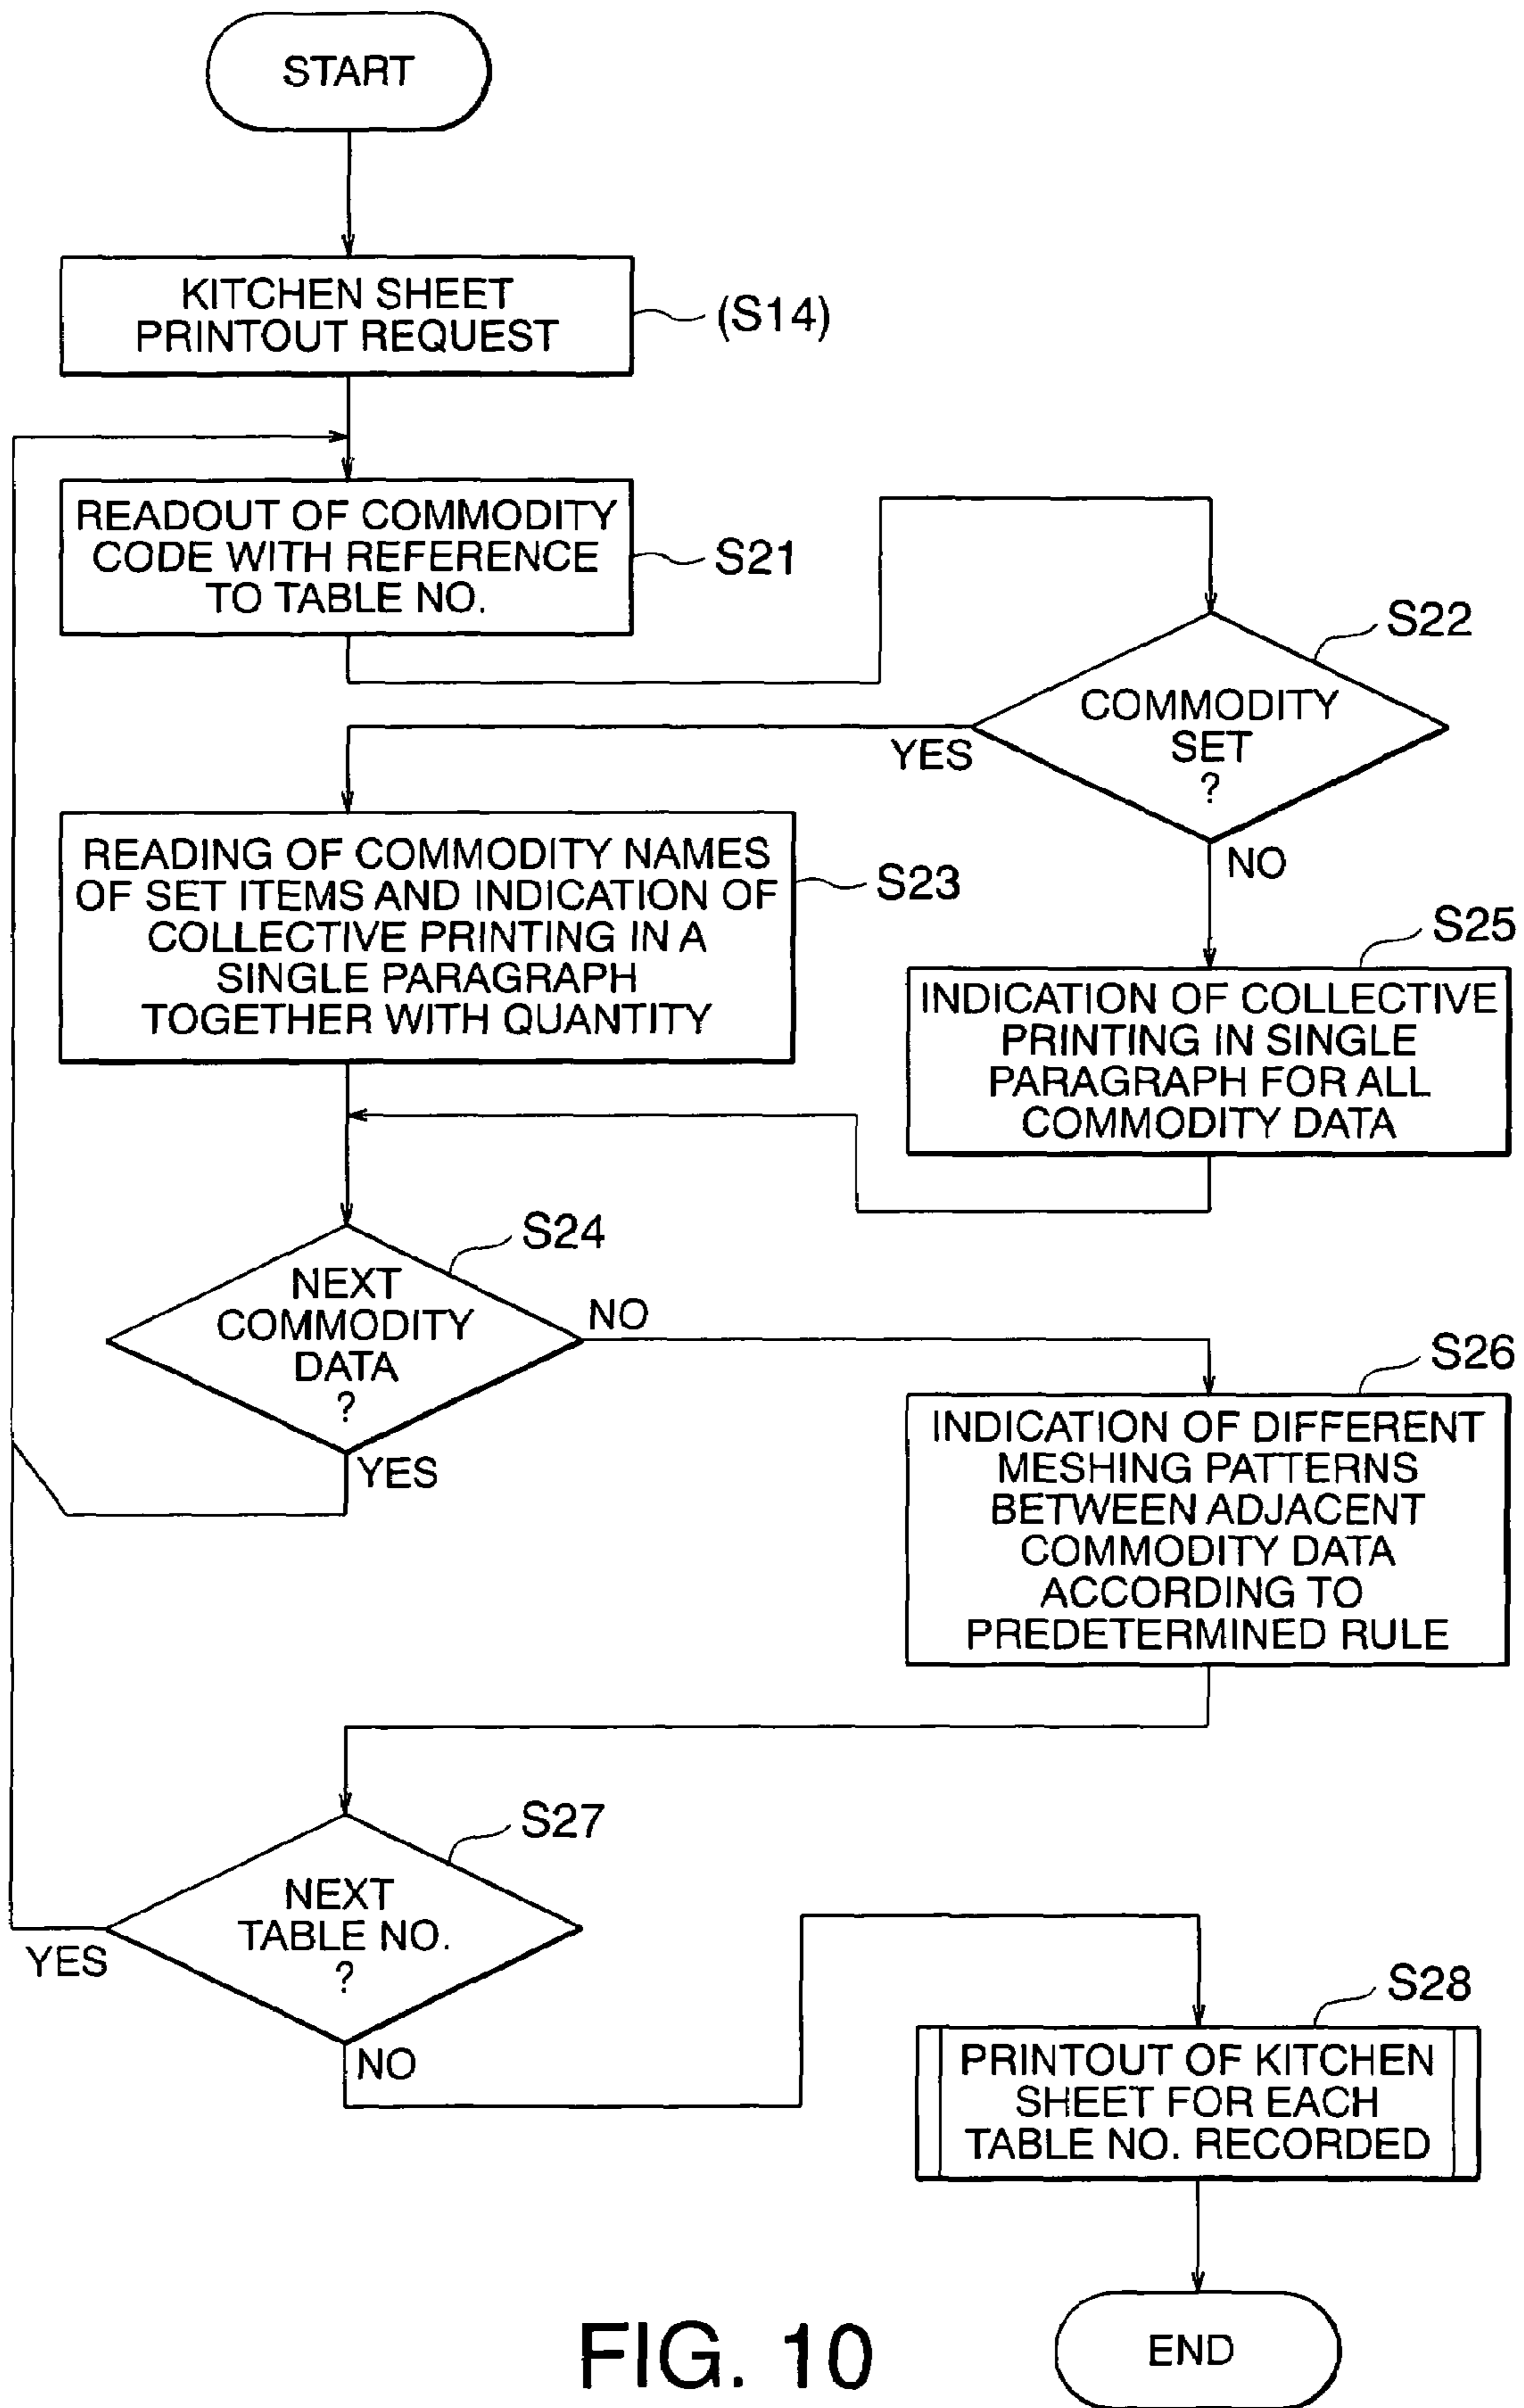 START
KITCHEN SHEET
PRINTOUT REQUEST
(S14)
READOUT OF COMMODITY
CODE WITH REFERENCE
TO TABLE NO.
S21
S22
COMMODITY
SET
?
YES
NO
READING OF COMMODITY NAMES
OF SET ITEMS AND INDICATION OF
COLLECTIVE PRINTING IN A
SINGLE PARAGRAPH
TOGETHER WITH QUANTITY
S23
S25
INDICATION OF COLLECTIVE
PRINTING IN SINGLE
PARAGRAPH FOR ALL
COMMODITY DATA
S24
NEXT
COMMODITY
DATA
?
NO
YES
S26
INDICATION OF DIFFERENT
MESHING PATTERNS
BETWEEN ADJACENT
COMMODITY DATA
ACCORDING TO
PREDETERMINED RULE
S27
NEXT
TABLE NO.
?
YES
NO
S28
PRINTOUT OF KITCHEN
SHEET FOR EACH
TABLE NO. RECORDED
END
FIG. 10